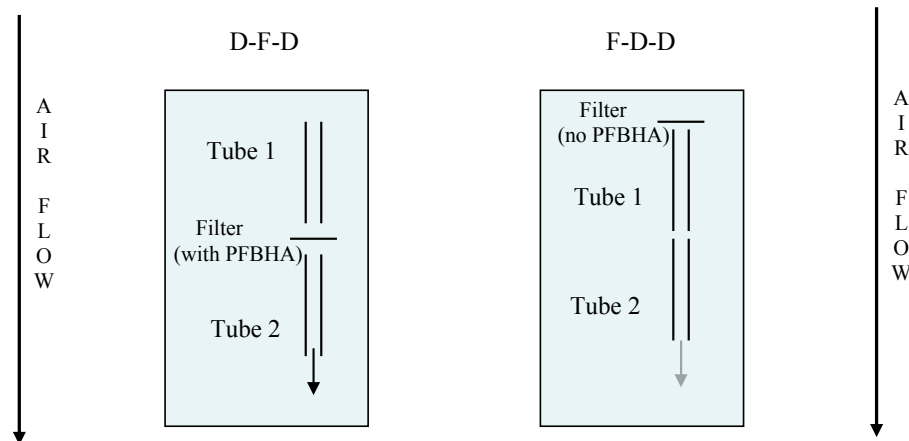 D-F-D
F-D-D
A
I
R
F
L
O
W
Tube 1
Filter
(with PFBHA)
Tube 2
Filter
(no PFBHA)
Tube 1
Tube 2
A
I
R
F
L
O
W